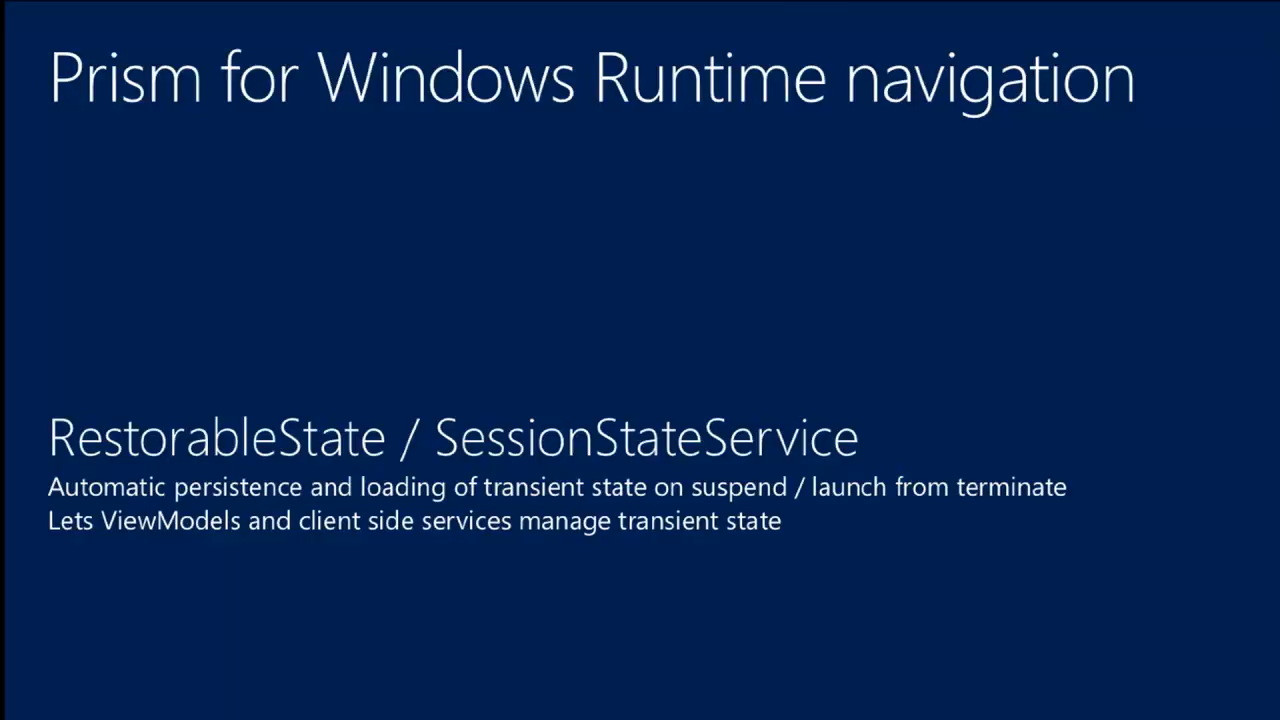 Prism for Windows Runtime navigation
RestorableState / SessionStateService
Automatic persistence and loading of transient state on suspend / launch from terminate
Lets ViewModels and client side services manage transient state